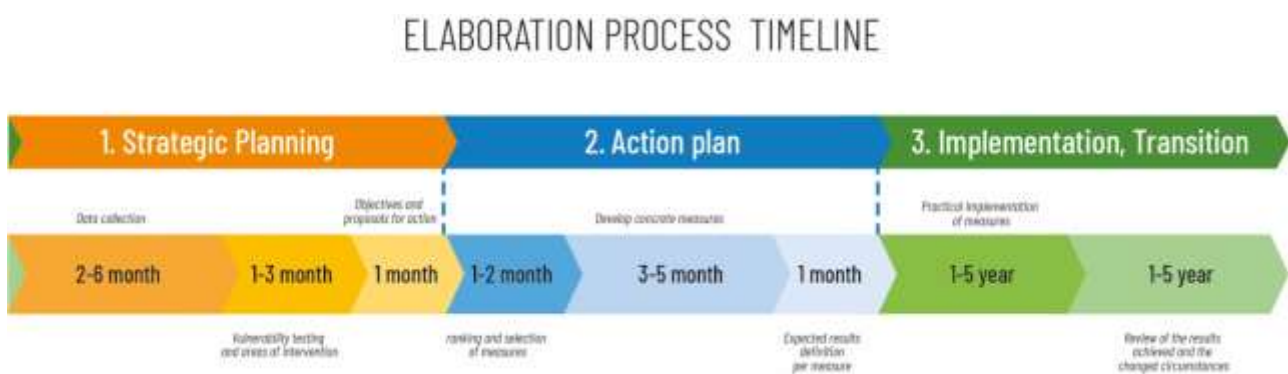 ELABORATION PROCESS TIMELINE
1. Strategic Planning
2. Action plan
3. Implementation, Transition
Data collection
Objectives and
proposals for action
Develop concrete measures
Practical Implementation
of measures
2-6 month
1-3 month
1 month
1-2 month
3-5 month
1 month
1-5 year
1-5 year
Vulnerability testing
and areas of intervention
ranking and selection
of measures
Expected results
definition
per measure
Review of the results
achieved and the
changed circumstances